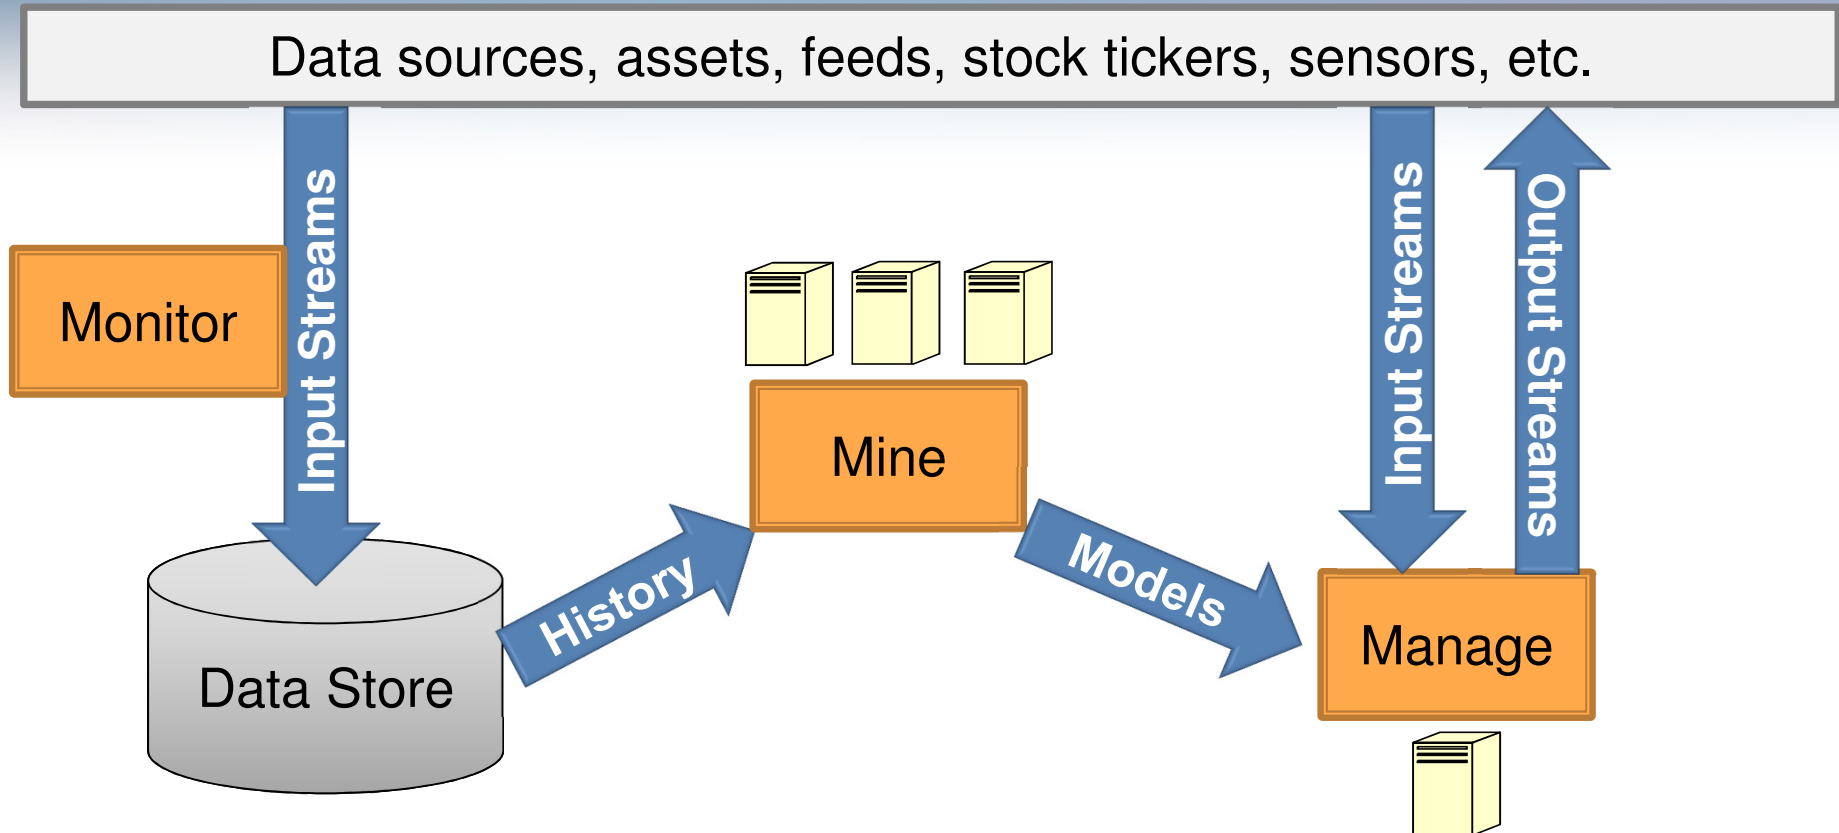 Data sources, assets, feeds, stock tickers, sensors, etc.
Input Streams
Monitor
Data Store
History
Mine
Models
Input Streams
Output Streams
Manage